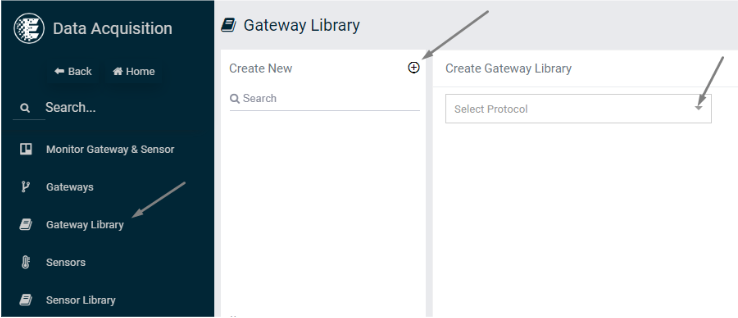 Data Acquisition
Back Home
Search...
Monitor Gateway & Sensor
Gateways
Gateway Library
Sensors
Sensor Library
Gateway Library
Create New
Search
Create Gateway Library
Select Protocol